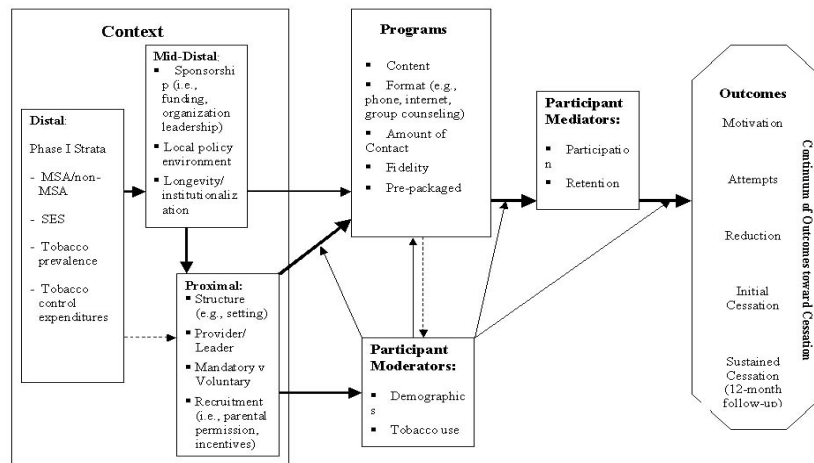 Context
Distal:
Phase I Strata
- MSA/non-
MSA
- SES
- Tobacco
prevalence
- Tobacco
control
expenditures
Mid-Distal:
▪ Sponsorshi
p (i.e.,
funding,
organization
leadership)
▪ Local policy
environment
▪ Longevity/
institutionaliz
ation
Proximal:
▪ Structure
(e.g., setting)
▪ Provider/
Leader
▪ Mandatory v
Voluntary
▪ Recruitment
(i.e., parental
permission,
incentives)
Programs
▪ Content
▪ Format (e.g.,
phone, internet,
group counseling)
▪ Amount of
Contact
▪ Fidelity
▪ Pre-packaged
Participant
Moderators:
▪ Demographic
s
▪ Tobacco use
Participant
Mediators:
▪ Participatio
n
▪ Retention
Outcomes
Motivation
Attempts
Reduction
Initial
Cessation
Sustained
Cessation
(12-month
follow-up)
Continuum of Outcomes toward Cessation